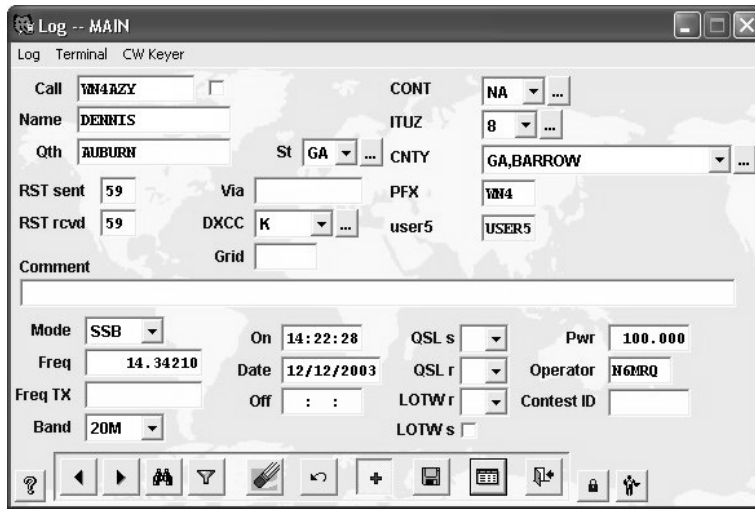 Log -- MAIN
Log Terminal CW Keyer
Call WN4AZY CONT NA ...
Name DENNIS ITUZ 8 ...
Qth AUBURN St GA ... CNTY GA,BARROW ...
RST sent 59 Via PFX WN4
RST rcvd 59 DXCC K ... user5 USER5
Grid
Comment
Mode SSB On 14:22:28 QSL s Pwr 100.000
Freq 14.34210 Date 12/12/2003 QSL r Operator N6MRQ
Freq TX Off : : LOTW r Contest ID
Band 20M LOTW s
?